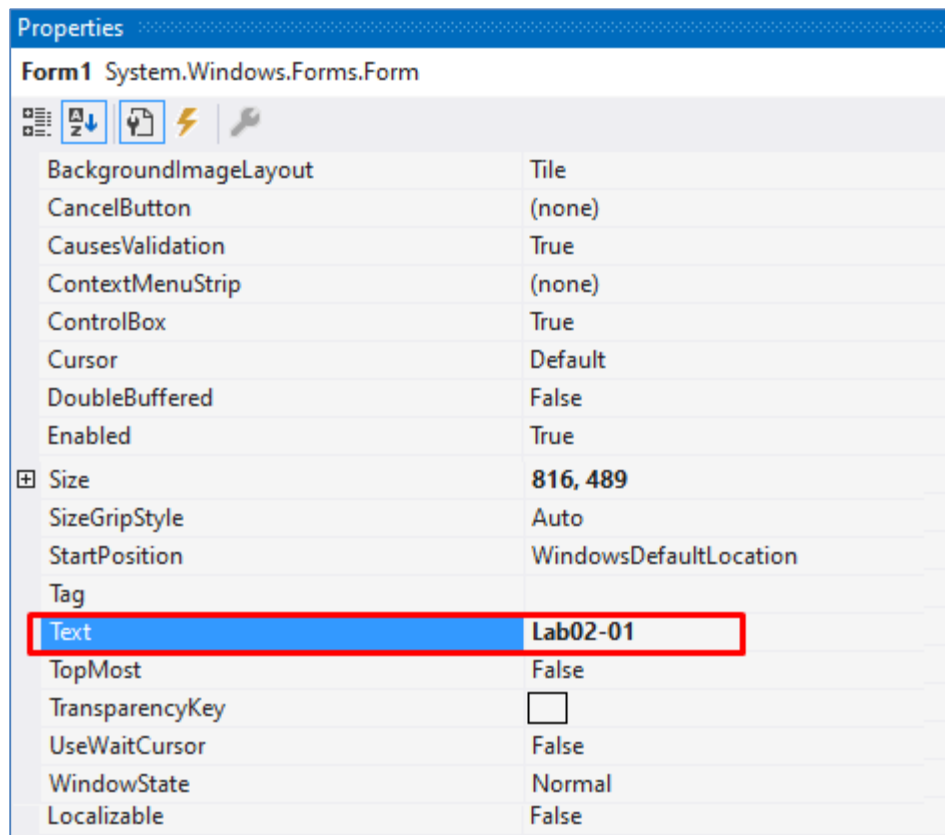 Properties
Form1 System.Windows.Forms.Form
BackgroundImageLayout Tile
CancelButton (none)
CausesValidation True
ContextMenuStrip (none)
ControlBox True
Cursor Default
DoubleBuffered False
Enabled True
Size 816, 489
SizeGripStyle Auto
StartPosition WindowsDefaultLocation
Tag
Text Lab02-01
TopMost False
TransparencyKey
UseWaitCursor False
WindowState Normal
Localizable False